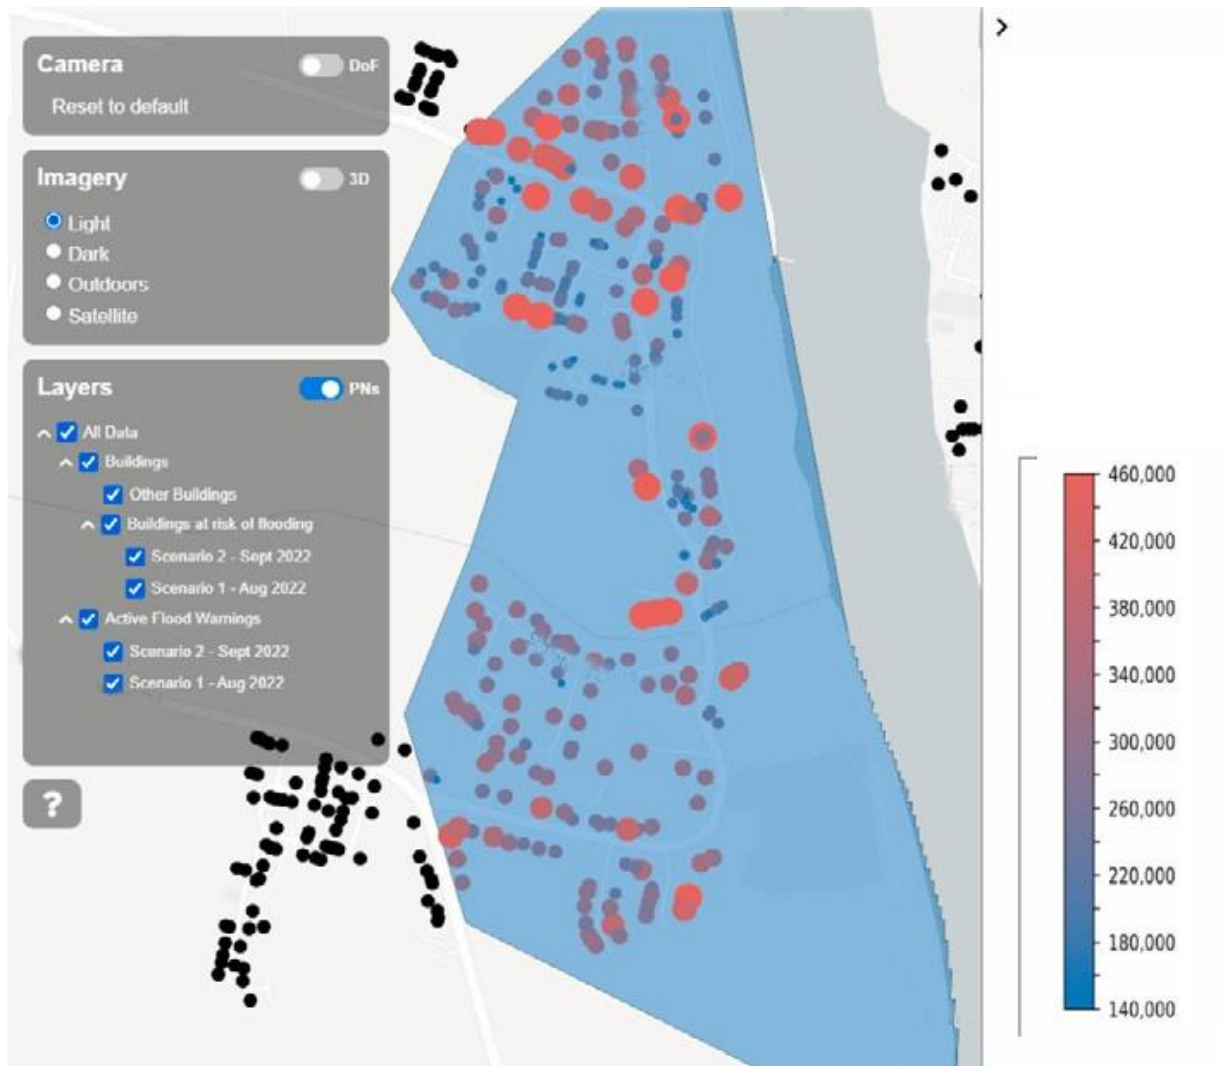 Camera
DoF
Reset to default
Imagery
3D
Light
Dark
Outdoors
Satellite
Layers
PNs
All Data
Buildings
Other Buildings
Buildings at risk of flooding
Scenario 2 - Sept 2022
Scenario 1 - Aug 2022
Active Flood Warnings
Scenario 2 - Sept 2022
Scenario 1 - Aug 2022
?
460,000
420,000
380,000
340,000
300,000
260,000
220,000
180,000
140,000